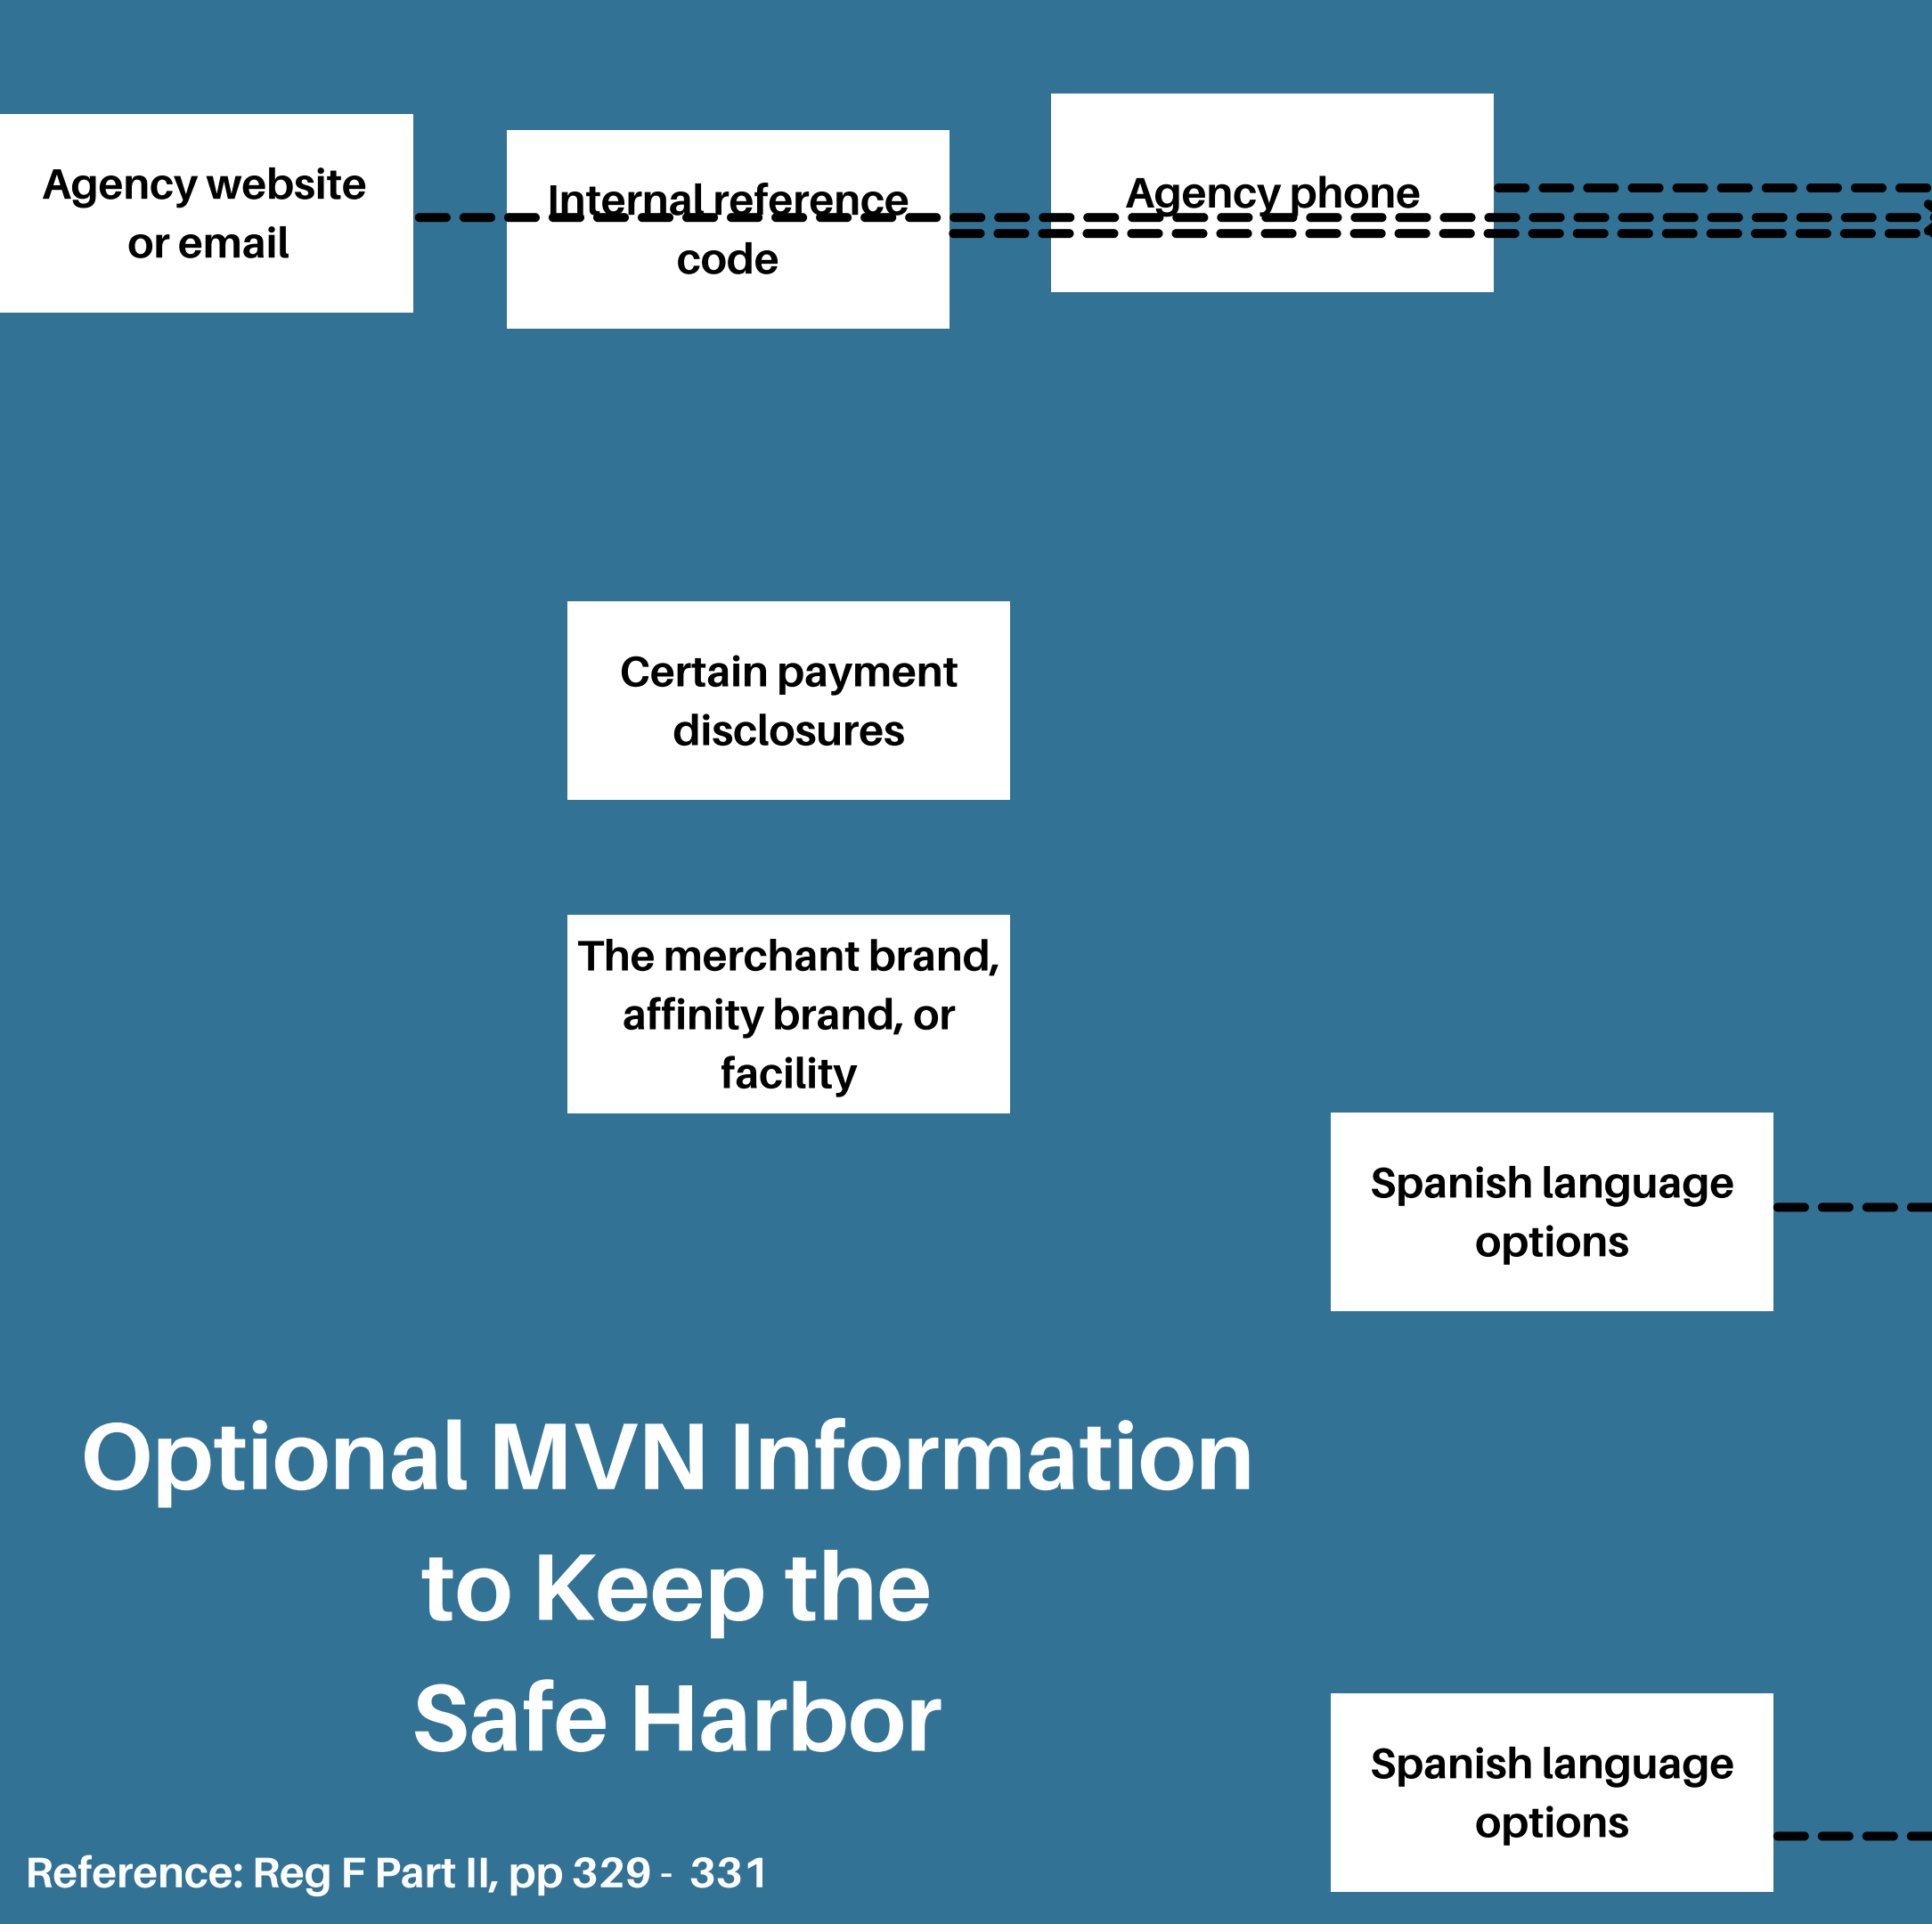 Agency website
or email
Internal reference
code
Agency phone
Certain payment
disclosures
The merchant brand,
affinity brand, or
facility
Spanish language
options
Optional MVN Information
to Keep the
Safe Harbor
Spanish language
options
Reference: Reg F Part II, pp 329 - 331